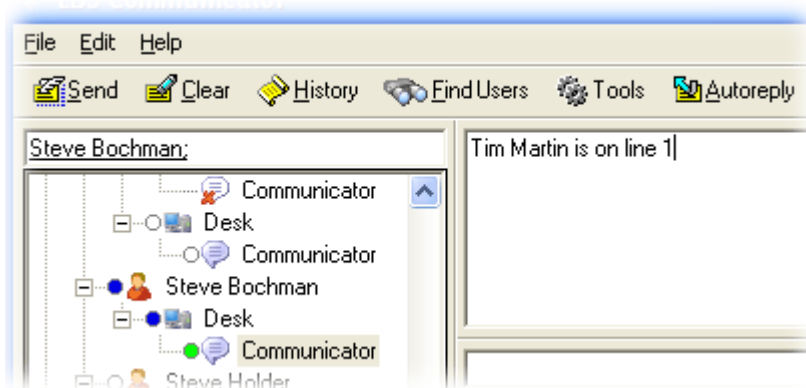 File Edit Help
Send Clear History Find Users Tools Autoreply
Steve Bochman;
Tim Martin is on line 1
Communicator
Desk
Communicator
Steve Bochman
Desk
Communicator
Steve Holder